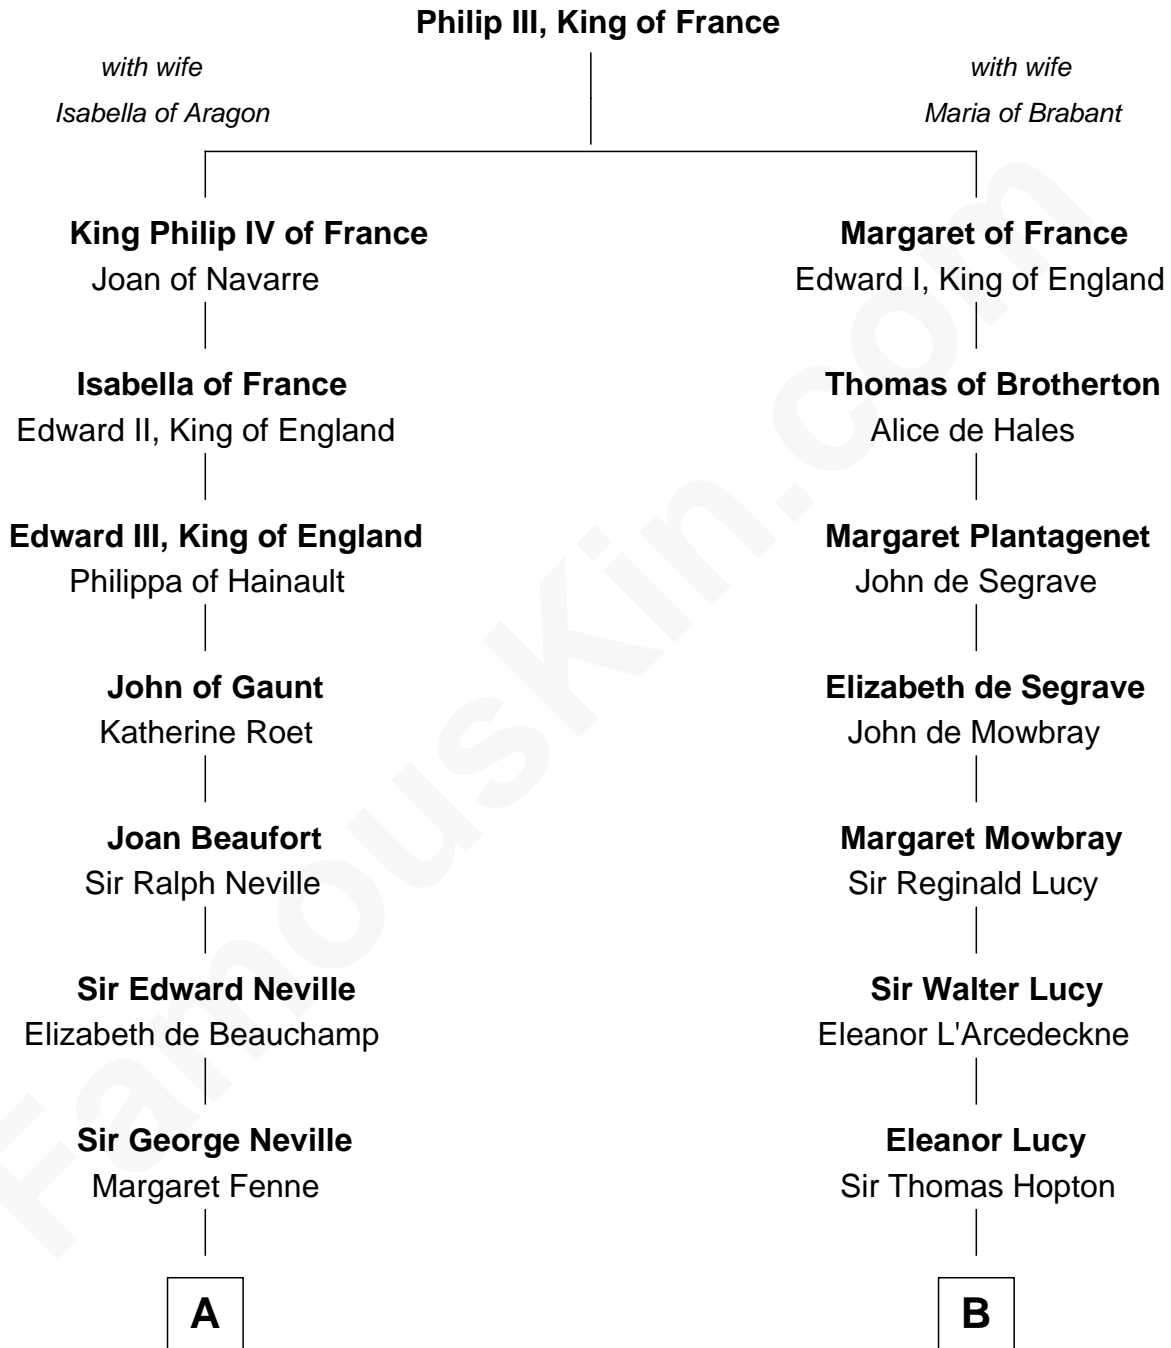 Philip III, King of France
with wife
Isabella of Aragon
with wife
Maria of Brabant
King Philip IV of France
Joan of Navarre
Margaret of France
Edward I, King of England
Isabella of France
Edward II, King of England
Thomas of Brotherton
Alice de Hales
Edward III, King of England
Philippa of Hainault
Margaret Plantagenet
John de Segrave
John of Gaunt
Katherine Roet
Elizabeth de Segrave
John de Mowbray
Joan Beaufort
Sir Ralph Neville
Margaret Mowbray
Sir Reginald Lucy
Sir Edward Neville
Elizabeth de Beauchamp
Sir Walter Lucy
Eleanor L'Arcedeckne
Sir George Neville
Margaret Fenne
Eleanor Lucy
Sir Thomas Hopton
A
B
FamousKin.com